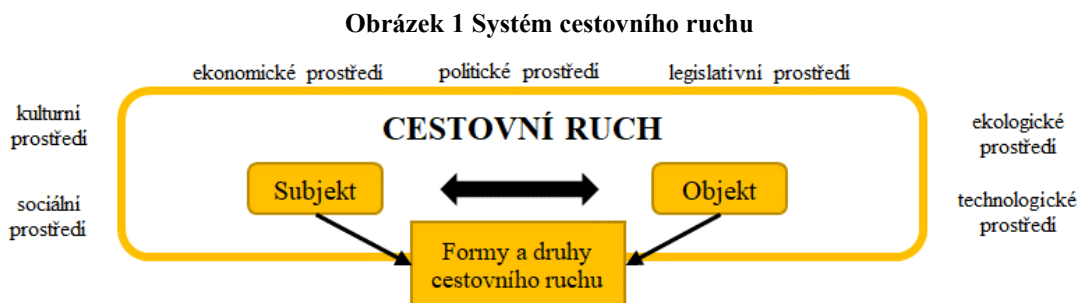 Obrázek 1 Systém cestovního ruchu
ekonomické prostředí
politické prostředí
legislativní prostředí
kulturní
prostředí
CESTOVNÍ RUCH
ekologické
prostředí
Subjekt
Objekt
sociální
prostředí
technologické
prostředí
Formy a druhy
cestovního ruchu